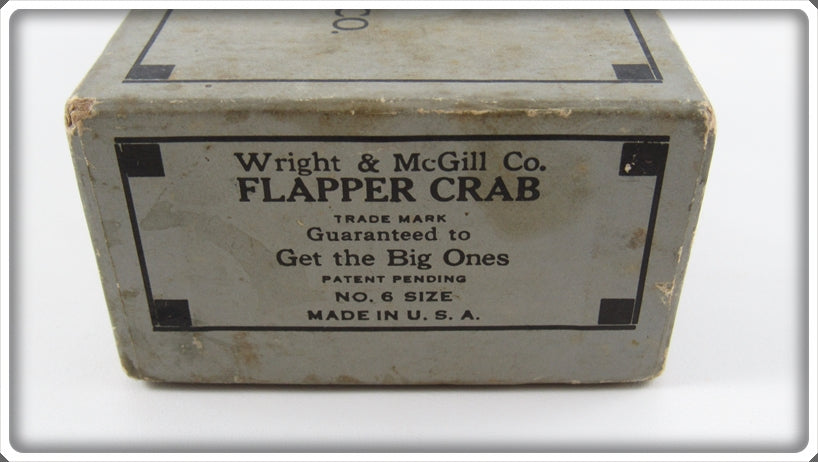 CO.
Wright & McGill Co.
FLAPPER CRAB
TRADE MARK
Guaranteed to
Get the Big Ones
PATENT PENDING
NO. 6 SIZE
MADE IN U. S. A.